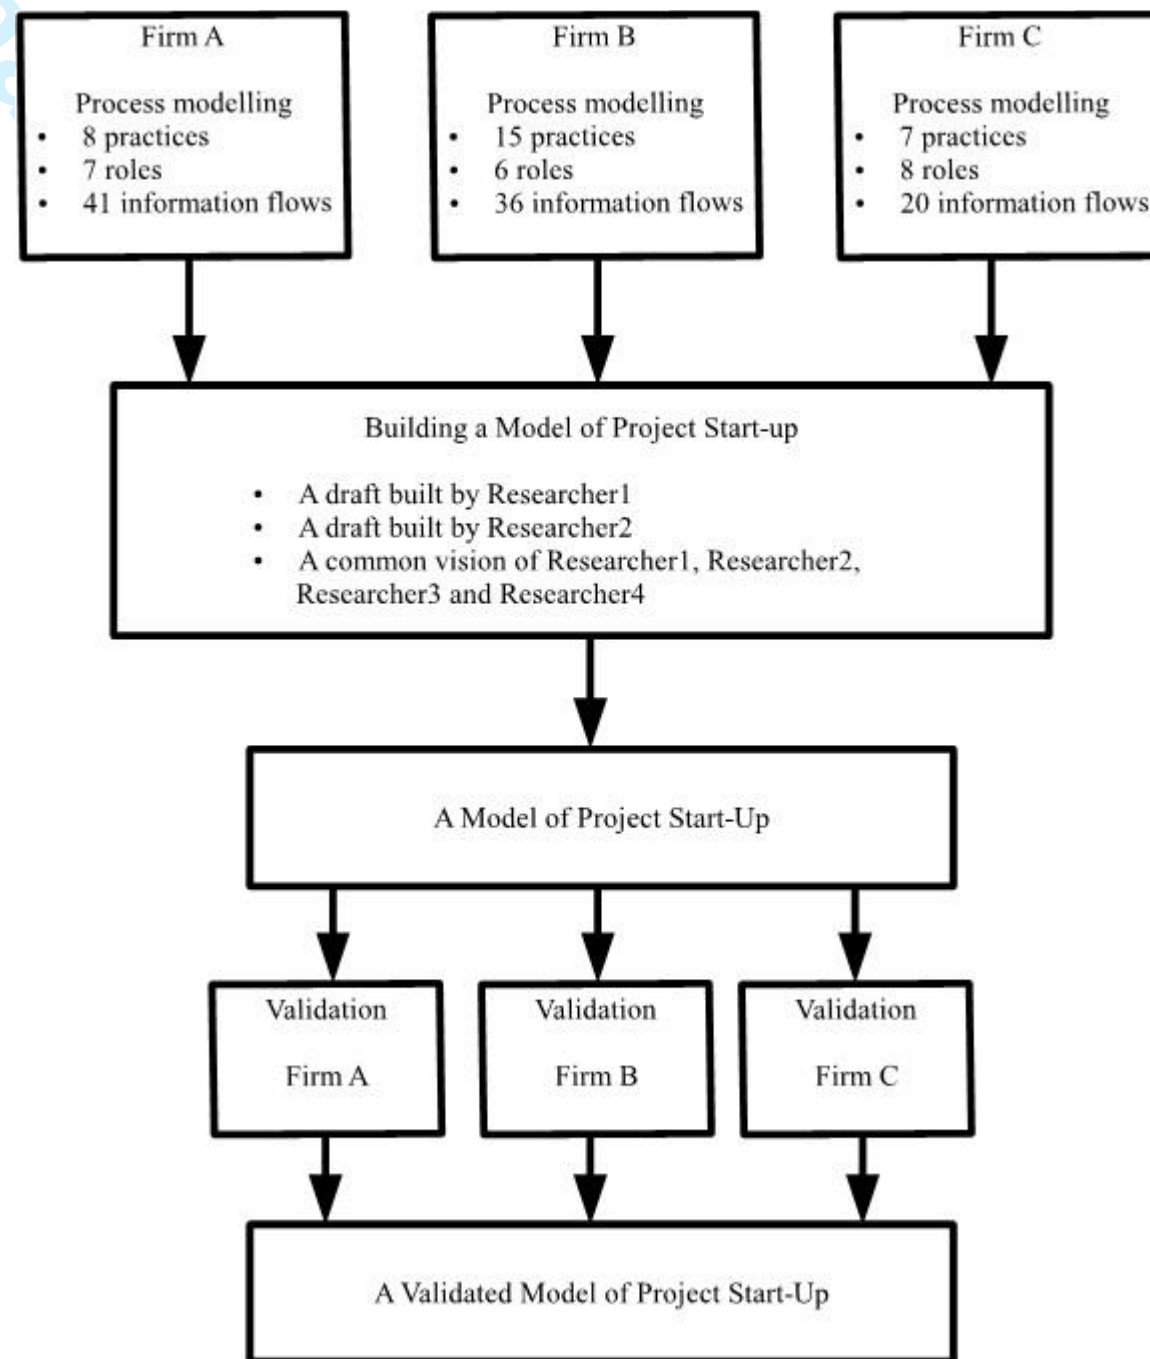 Firm A
Process modelling
• 8 practices
• 7 roles
• 41 information flows
Firm B
Process modelling
• 15 practices
• 6 roles
• 36 information flows
Firm C
Process modelling
• 7 practices
• 8 roles
• 20 information flows
Building a Model of Project Start-up
• A draft built by Researcher1
• A draft built by Researcher2
• A common vision of Researcher1, Researcher2,
Researcher3 and Researcher4
A Model of Project Start-Up
Validation
Firm A
Validation
Firm B
Validation
Firm C
A Validated Model of Project Start-Up